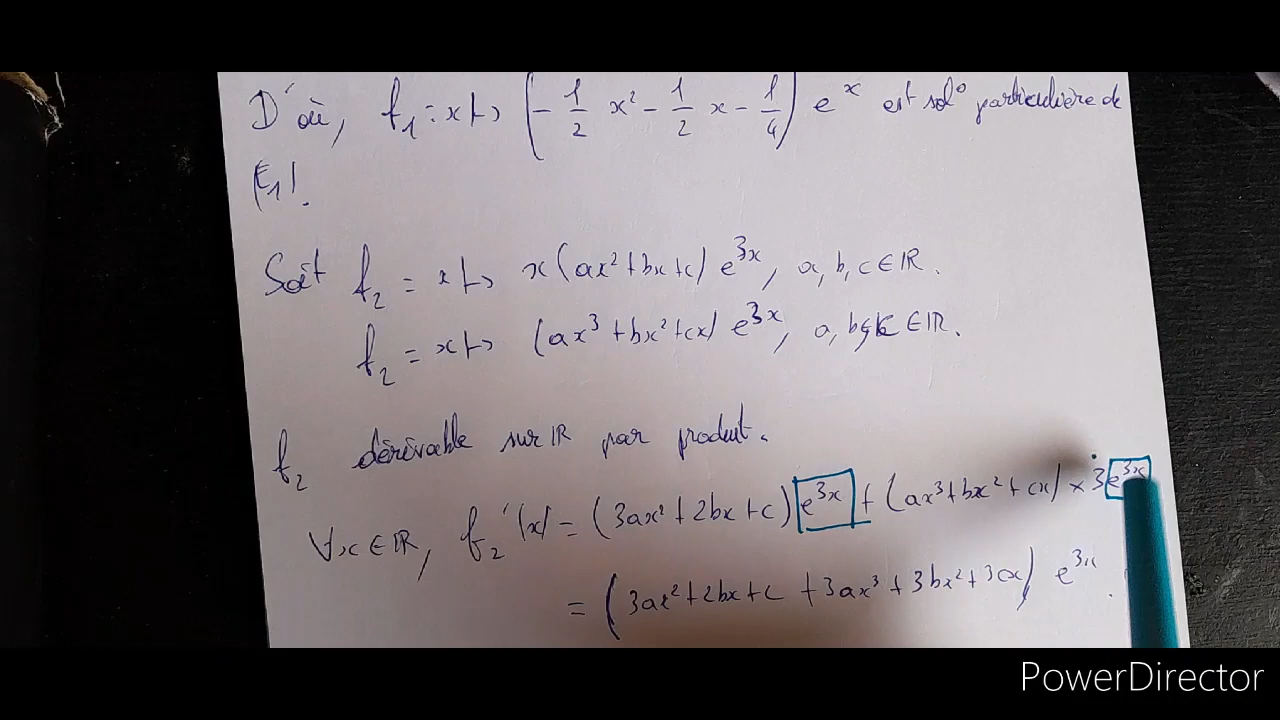 D'où, f₁ : x ↦ (-1/2 x² - 1/2 x - 1/4) e^x est sol° particulière de
(E₁).
Soit f₂ = x ↦ x(ax²+bx+c) e^3x, a, b, c ∈ ℝ.
f₂ = x ↦ (ax³+bx²+cx) e^3x, a, b, c ∈ ℝ.
f₂ dérivable sur ℝ par produit.
∀x ∈ ℝ, f₂'(x) = (3ax²+2bx+c) e^3x + (ax³+bx²+cx) × 3e^3x
= (3ax²+2bx+c+3ax³+3bx²+3cx) e^3x
PowerDirector